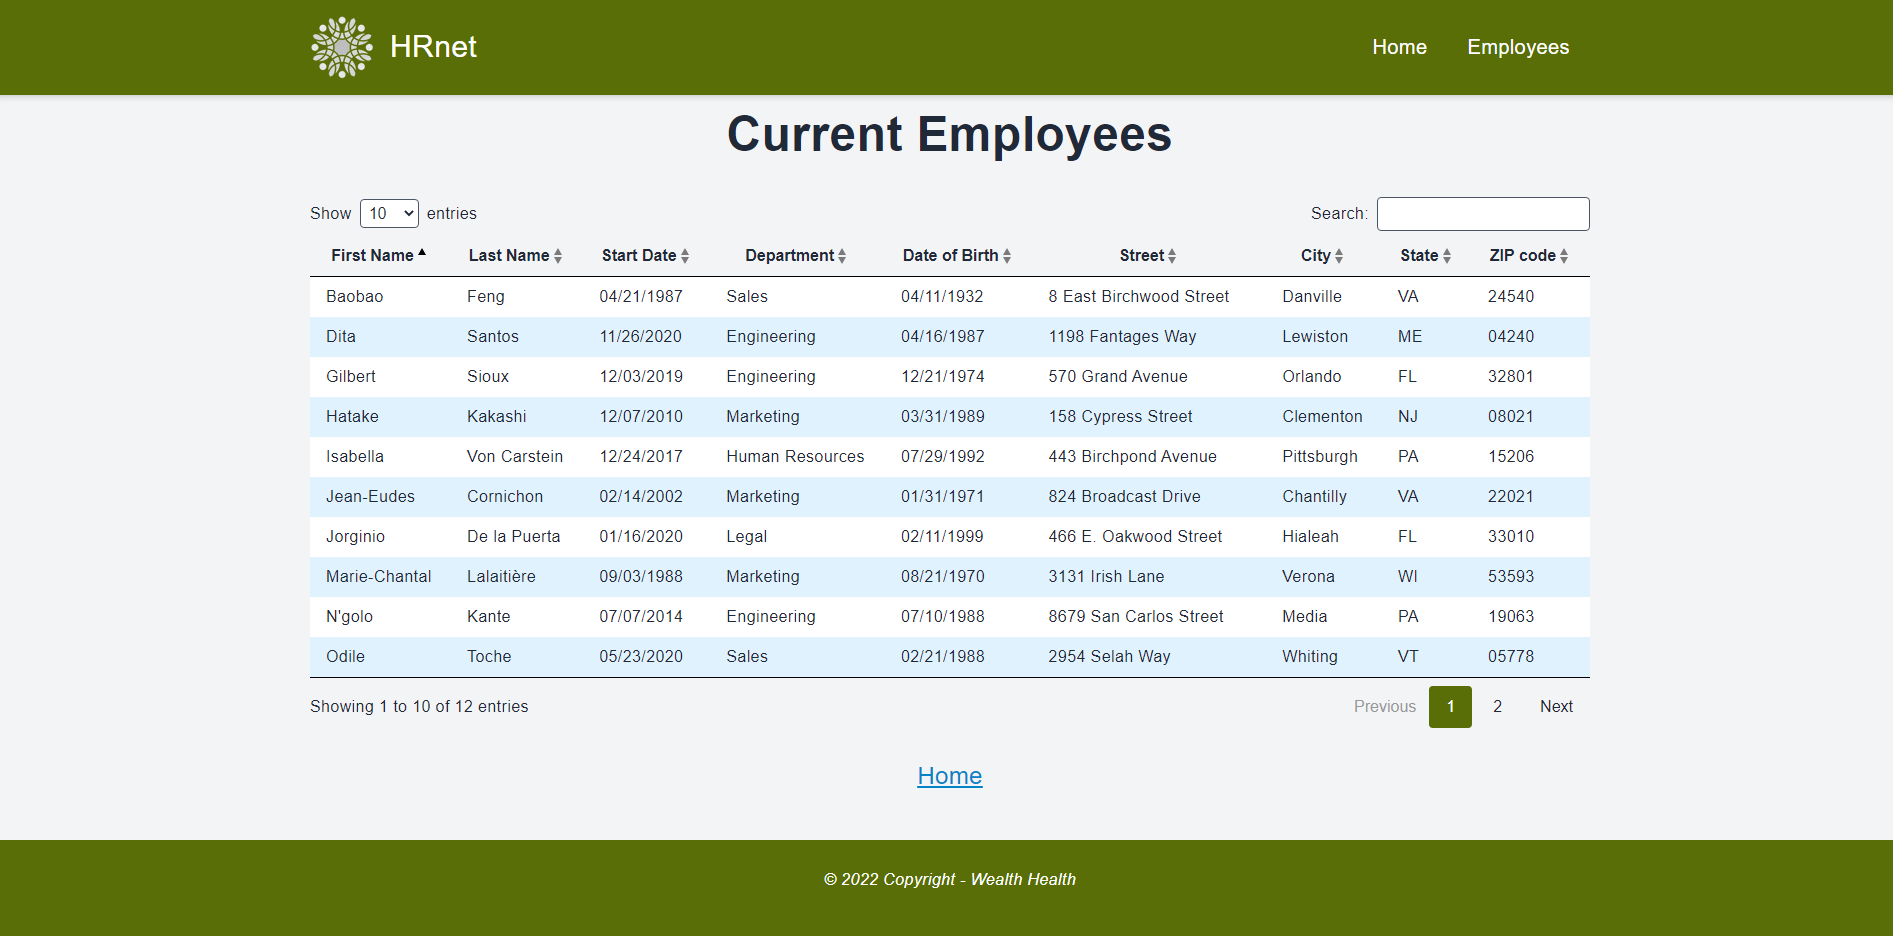 HRnet Home Employees
Current Employees
Show 10 entries Search:
First Name Last Name Start Date Department Date of Birth Street City State ZIP code
Baobao Feng 04/21/1987 Sales 04/11/1932 8 East Birchwood Street Danville VA 24540
Dita Santos 11/26/2020 Engineering 04/16/1987 1198 Fantages Way Lewiston ME 04240
Gilbert Sioux 12/03/2019 Engineering 12/21/1974 570 Grand Avenue Orlando FL 32801
Hatake Kakashi 12/07/2010 Marketing 03/31/1989 158 Cypress Street Clementon NJ 08021
Isabella Von Carstein 12/24/2017 Human Resources 07/29/1992 443 Birchpond Avenue Pittsburgh PA 15206
Jean-Eudes Cornichon 02/14/2002 Marketing 01/31/1971 824 Broadcast Drive Chantilly VA 22021
Jorginio De la Puerta 01/16/2020 Legal 02/11/1999 466 E. Oakwood Street Hialeah FL 33010
Marie-Chantal Lalaitière 09/03/1988 Marketing 08/21/1970 3131 Irish Lane Verona WI 53593
N'golo Kante 07/07/2014 Engineering 07/10/1988 8679 San Carlos Street Media PA 19063
Odile Toche 05/23/2020 Sales 02/21/1988 2954 Selah Way Whiting VT 05778
Showing 1 to 10 of 12 entries Previous 1 2 Next
Home
© 2022 Copyright - Wealth Health